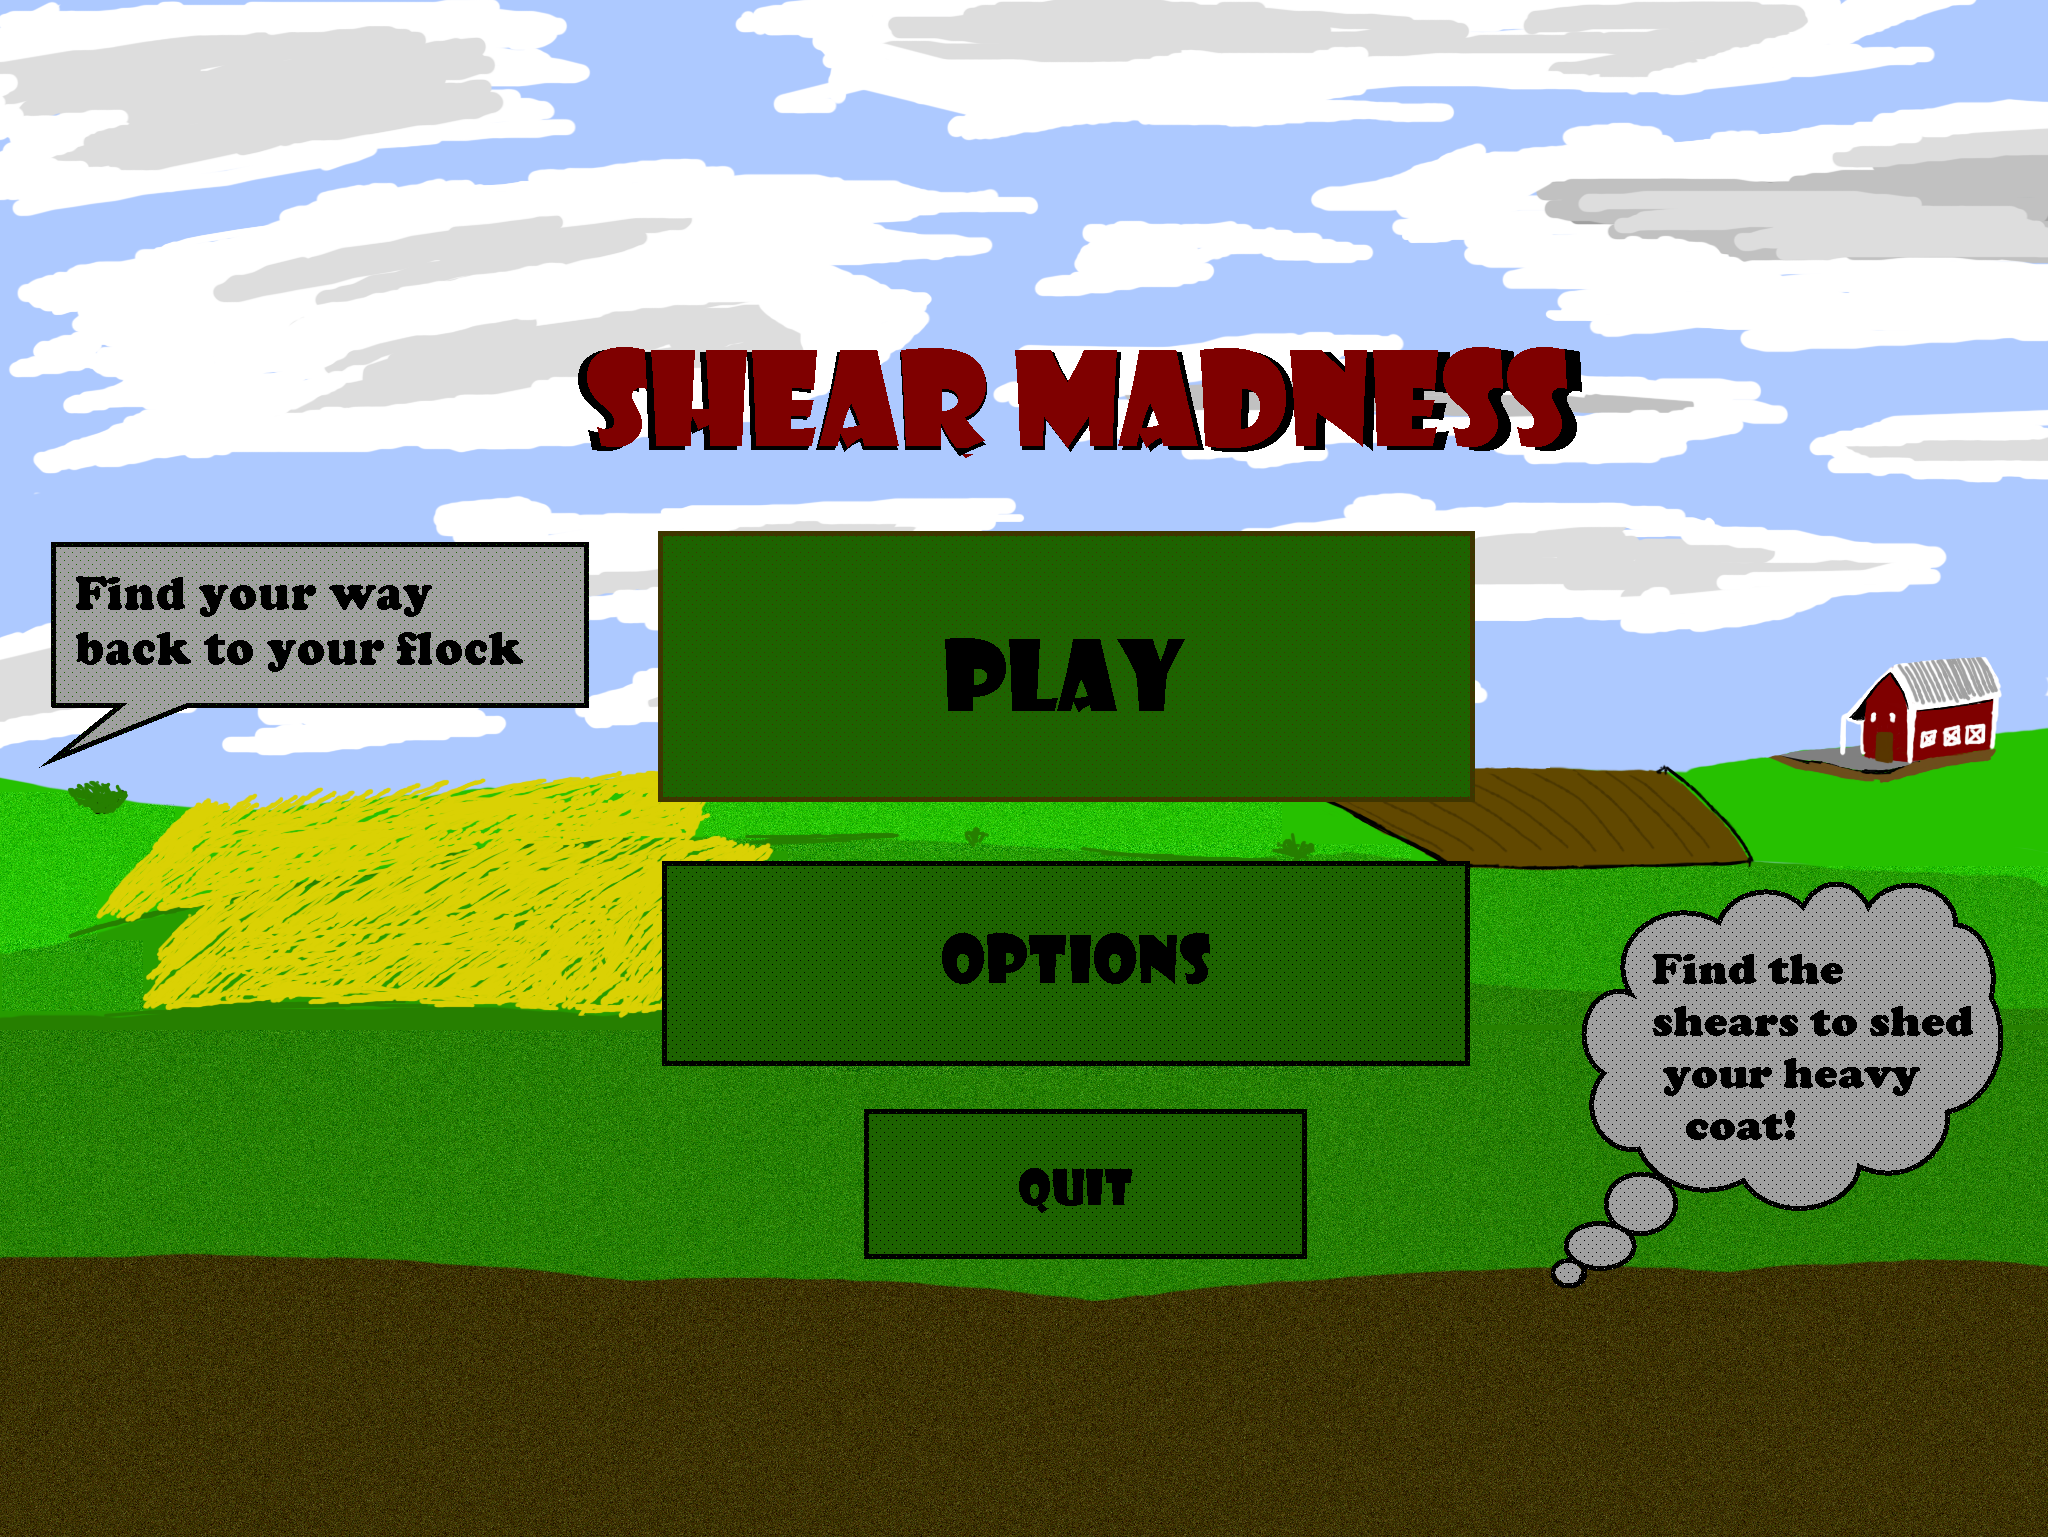 SHEAR MADNESS
Find your way
back to your flock
PLAY
OPTIONS
Find the
shears to shed
your heavy
coat!
QUIT